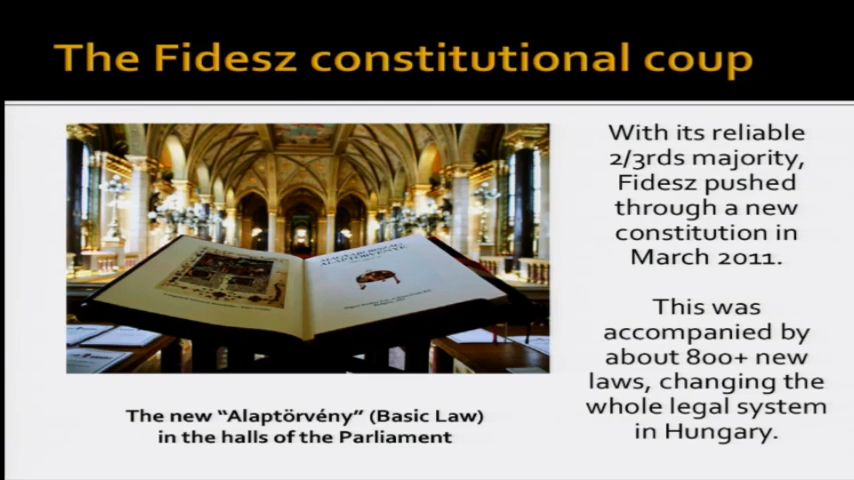 The Fidesz constitutional coup
With its reliable
2/3rds majority,
Fidesz pushed
through a new
constitution in
March 2011.
This was
accompanied by
about 800+ new
laws, changing the
whole legal system
in Hungary.
The new “Alaptörvény” (Basic Law)
in the halls of the Parliament